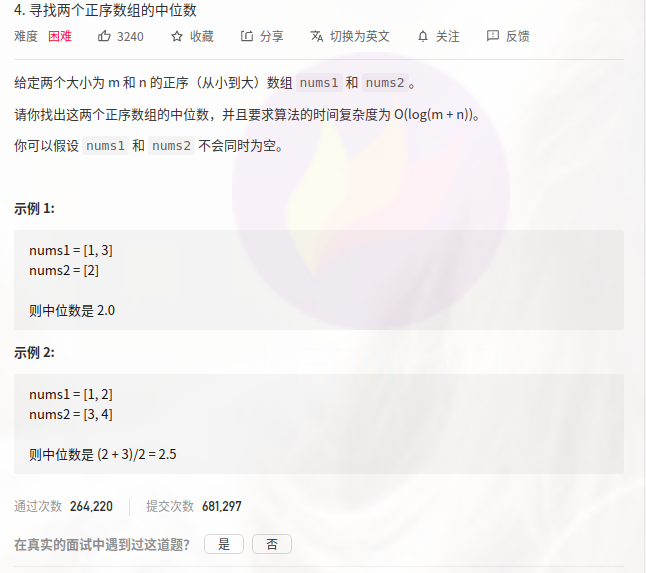 4. 寻找两个正序数组的中位数
难度 困难 3240 收藏 分享 切换为英文 关注 反馈
给定两个大小为 m 和 n 的正序（从小到大）数组 nums1 和 nums2 。
请你找出这两个正序数组的中位数，并且要求算法的时间复杂度为 O(log(m + n))。
你可以假设 nums1 和 nums2 不会同时为空。
示例 1:
nums1 = [1, 3]
nums2 = [2]
则中位数是 2.0
示例 2:
nums1 = [1, 2]
nums2 = [3, 4]
则中位数是 (2 + 3)/2 = 2.5
通过次数 264,220 提交次数 681,297
在真实的面试中遇到过这道题? 是 否